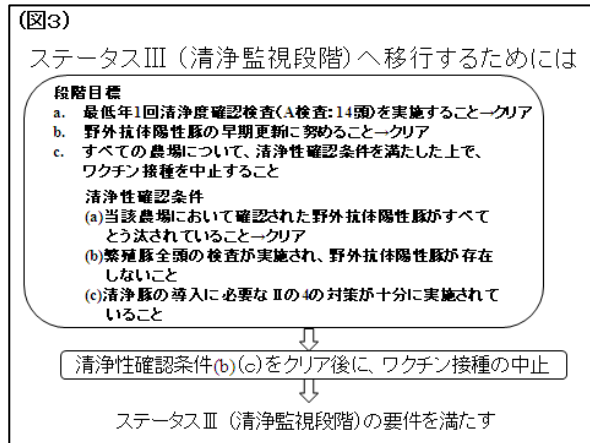 (図3)
ステータスⅢ（清浄監視段階）へ移行するためには
段階目標
a. 最低年1回清浄度確認検査(A検査:14頭)を実施すること→クリア
b. 野外抗体陽性豚の早期更新に努めること→クリア
c. すべての農場について、清浄性確認条件を満たした上で、
ワクチン接種を中止すること
清浄性確認条件
(a)当該農場において確認された野外抗体陽性豚がすべて
とう汰されていること→クリア
(b)繁殖豚全頭の検査が実施され、野外抗体陽性豚が存在
しないこと
(c)清浄豚の導入に必要なⅡの4の対策が十分に実施されて
いること
清浄性確認条件(b)(c)をクリア後に、ワクチン接種の中止
ステータスⅢ（清浄監視段階）の要件を満たす